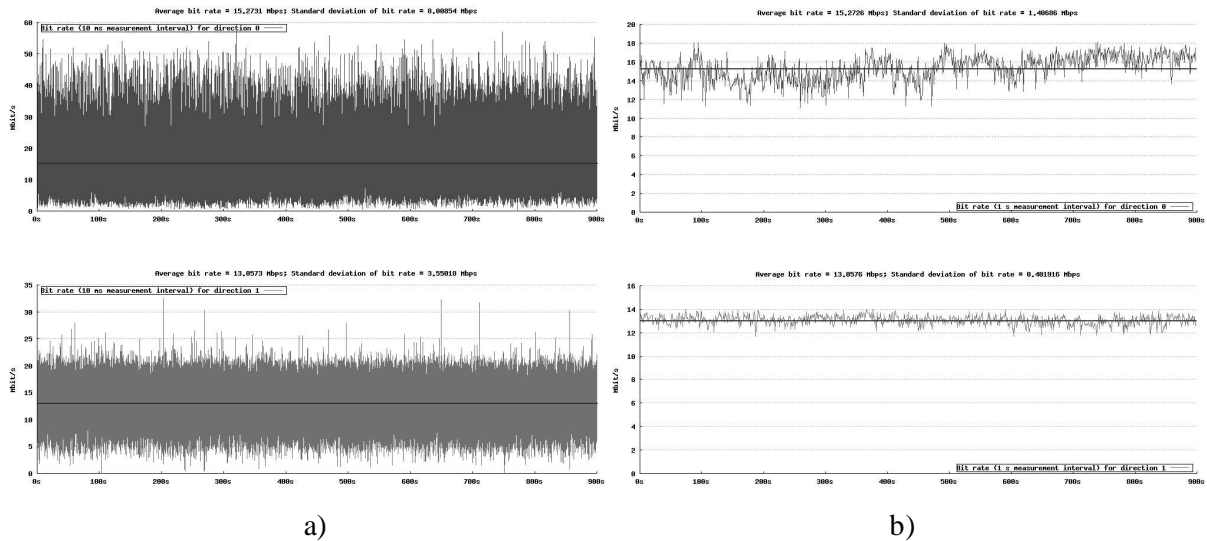 Average bit rate = 15.2731 Mbps; Standard deviation of bit rate = 8.00854 Mbps
Bit rate (10 ms measurement interval) for direction 0
Mbit/s
60
50
40
30
20
10
0
0s 100s 200s 300s 400s 500s 600s 700s 800s 900s
Average bit rate = 15.2726 Mbps; Standard deviation of bit rate = 1.40686 Mbps
Mbit/s
20
18
16
14
12
10
8
6
4
2
0
Bit rate (1 s measurement interval) for direction 0
0s 100s 200s 300s 400s 500s 600s 700s 800s 900s
Average bit rate = 13.0573 Mbps; Standard deviation of bit rate = 3.55018 Mbps
Bit rate (10 ms measurement interval) for direction 1
Mbit/s
35
30
25
20
15
10
5
0
0s 100s 200s 300s 400s 500s 600s 700s 800s 900s
Average bit rate = 13.0576 Mbps; Standard deviation of bit rate = 0.401916 Mbps
Mbit/s
16
14
12
10
8
6
4
2
0
Bit rate (1 s measurement interval) for direction 1
0s 100s 200s 300s 400s 500s 600s 700s 800s 900s
a) b)